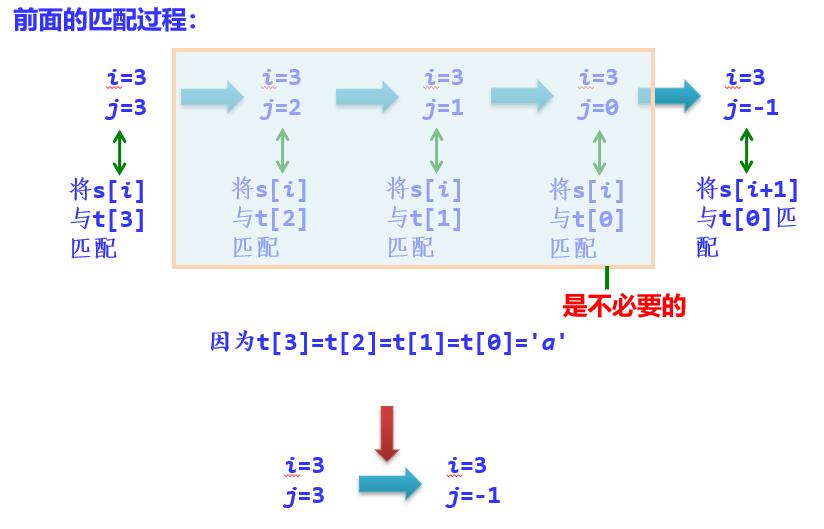 前面的匹配过程:
i=3 i=3 i=3 i=3 i=3
j=3 j=2 j=1 j=0 j=-1
将s[i] 将s[i] 将s[i] 将s[i] 将s[i+1]
与t[3] 与t[2] 与t[1] 与t[0] 与t[0]匹
匹配 匹配 匹配 匹配 配
是不必要的
因为t[3]=t[2]=t[1]=t[0]='a'
i=3 i=3
j=3 j=-1